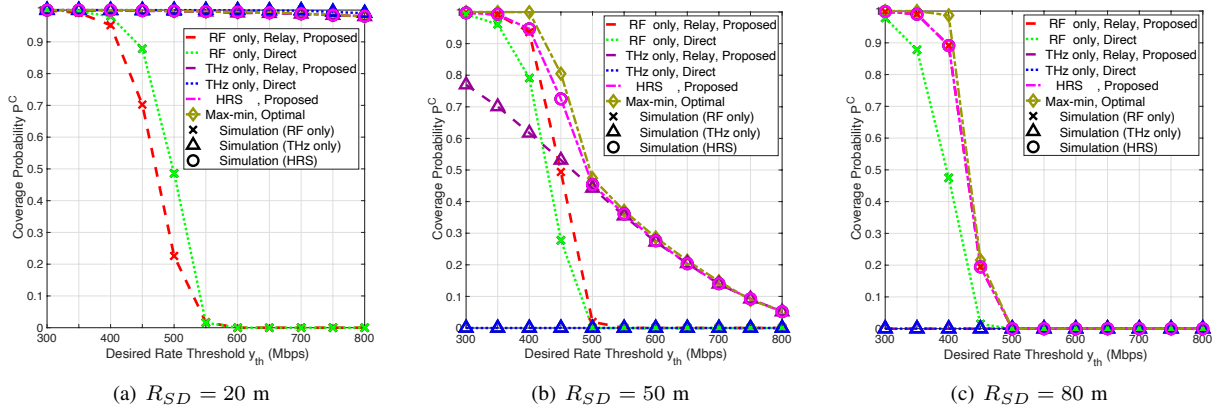 1
0.9
0.8
0.7
0.6
0.5
0.4
0.3
0.2
0.1
0
Coverage Probability P^C
300 400 500 600 700 800
Desired Rate Threshold y_th (Mbps)
RF only, Relay, Proposed
RF only, Direct
THz only, Relay, Proposed
THz only, Direct
HRS , Proposed
Max-min, Optimal
Simulation (RF only)
Simulation (THz only)
Simulation (HRS)
(a) R_SD = 20 m
1
0.9
0.8
0.7
0.6
0.5
0.4
0.3
0.2
0.1
0
Coverage Probability P^C
300 400 500 600 700 800
Desired Rate Threshold y_th (Mbps)
RF only, Relay, Proposed
RF only, Direct
THz only, Relay, Proposed
THz only, Direct
HRS , Proposed
Max-min, Optimal
Simulation (RF only)
Simulation (THz only)
Simulation (HRS)
(b) R_SD = 50 m
1
0.9
0.8
0.7
0.6
0.5
0.4
0.3
0.2
0.1
0
Coverage Probability P^C
300 400 500 600 700 800
Desired Rate Threshold y_th (Mbps)
RF only, Relay, Proposed
RF only, Direct
THz only, Relay, Proposed
THz only, Direct
HRS , Proposed
Max-min, Optimal
Simulation (RF only)
Simulation (THz only)
Simulation (HRS)
(c) R_SD = 80 m